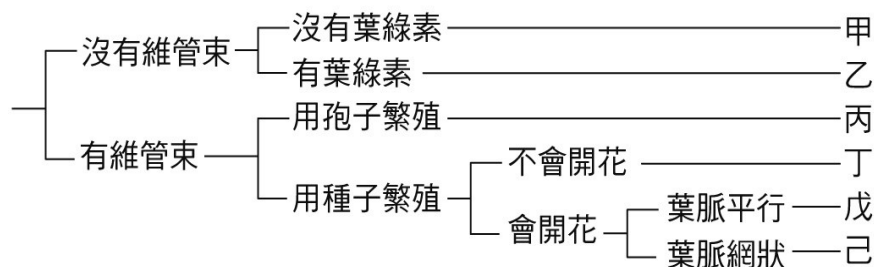 沒有維管束
沒有葉綠素
甲
有葉綠素
乙
有維管束
用孢子繁殖
丙
用種子繁殖
不會開花
丁
會開花
葉脈平行
戊
葉脈網狀
己